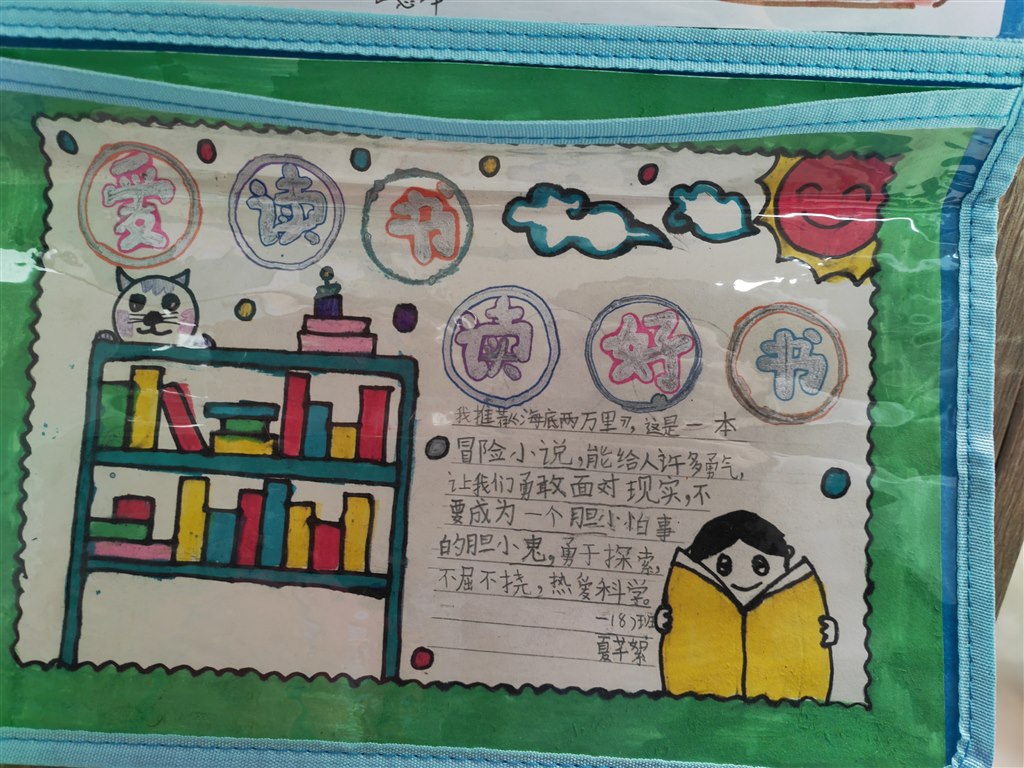 爱读书
读好书
我推荐《海底两万里》,这是一本
冒险小说,能给人许多勇气,
让我们勇敢面对现实,不
要成为一个胆小怕事
的胆小鬼,勇于探索,
不屈不挠,热爱科学。
一(8)班
夏芊絮